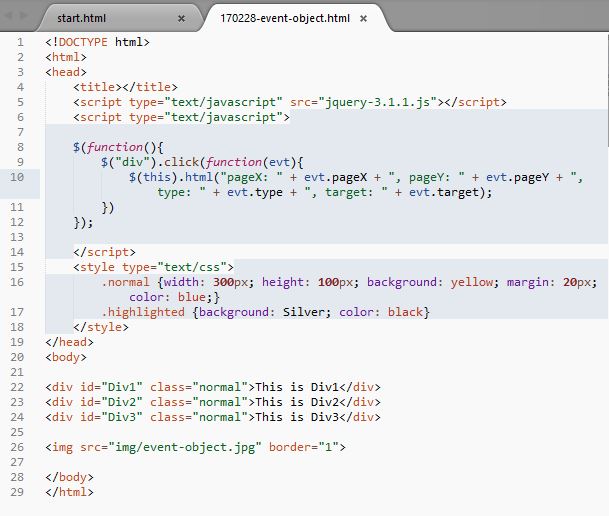 start.html × 170228-event-object.html ×
1 <!DOCTYPE html>
2 <html>
3 <head>
4 <title></title>
5 <script type="text/javascript" src="jquery-3.1.1.js"></script>
6 <script type="text/javascript">
7
8 $(function(){
9 $("div").click(function(evt){
10 $(this).html("pageX: " + evt.pageX + ", pageY: " + evt.pageY + ",
type: " + evt.type + ", target: " + evt.target);
11 })
12 });
13
14 </script>
15 <style type="text/css">
16 .normal {width: 300px; height: 100px; background: yellow; margin: 20px;
color: blue;}
17 .highlighted {background: Silver; color: black}
18 </style>
19 </head>
20 <body>
21
22 <div id="Div1" class="normal">This is Div1</div>
23 <div id="Div2" class="normal">This is Div2</div>
24 <div id="Div3" class="normal">This is Div3</div>
25
26 <img src="img/event-object.jpg" border="1">
27
28 </body>
29 </html>